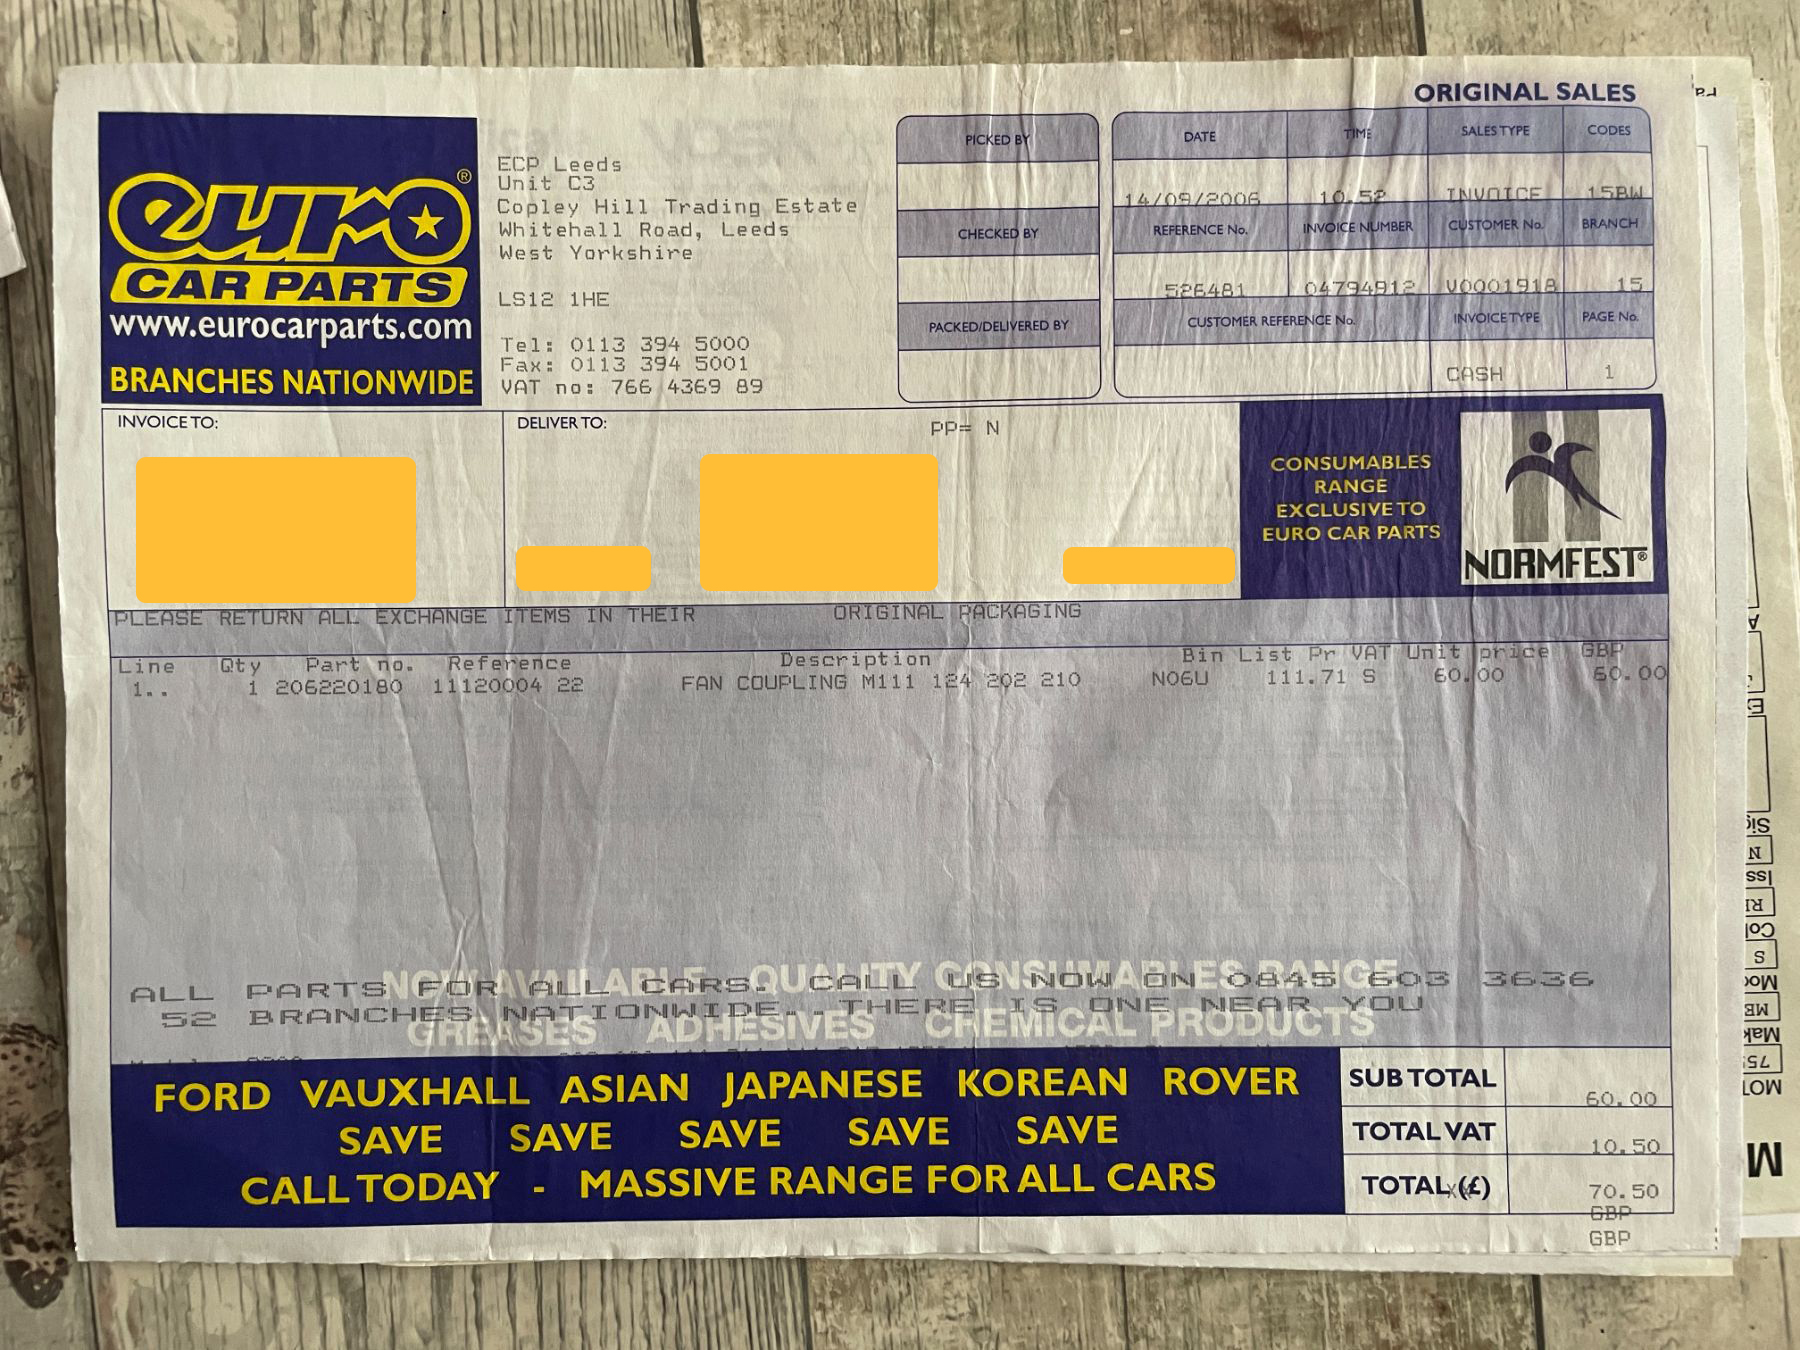 ORIGINAL SALES
euro ®
CAR PARTS
www.eurocarparts.com
BRANCHES NATIONWIDE
ECP Leeds
Unit C3
Copley Hill Trading Estate
Whitehall Road, Leeds
West Yorkshire
LS12 1HE
Tel: 0113 394 5000
Fax: 0113 394 5001
VAT no: 766 4369 89
PICKED BY
CHECKED BY
PACKED/DELIVERED BY
DATE TIME SALES TYPE CODES
14/09/2006 10.52 INVOICE 15BW
REFERENCE No. INVOICE NUMBER CUSTOMER No. BRANCH
526481 04794912 V0001918 15
CUSTOMER REFERENCE No. INVOICE TYPE PAGE No.
CASH 1
INVOICE TO:
DELIVER TO:
PP= N
CONSUMABLES
RANGE
EXCLUSIVE TO
EURO CAR PARTS
NORMFEST®
PLEASE RETURN ALL EXCHANGE ITEMS IN THEIR ORIGINAL PACKAGING
Line Qty Part no. Reference Description Bin List Pr VAT Unit price GBP
1.. 1 206220180 11120004 22 FAN COUPLING M111 124 202 210 N06U 111.71 S 60.00 60.00
NOW AVAILABLE QUALITY CONSUMABLES RANGE
ALL PARTS FOR ALL CARS. CALL US NOW ON 0845 603 3636
52 BRANCHES NATIONWIDE...THERE IS ONE NEAR YOU
GREASES ADHESIVES CHEMICAL PRODUCTS
FORD VAUXHALL ASIAN JAPANESE KOREAN ROVER
SAVE SAVE SAVE SAVE SAVE
CALL TODAY - MASSIVE RANGE FOR ALL CARS
SUB TOTAL 60.00
TOTAL VAT 10.50
TOTAL (£) 70.50
GBP
GBP